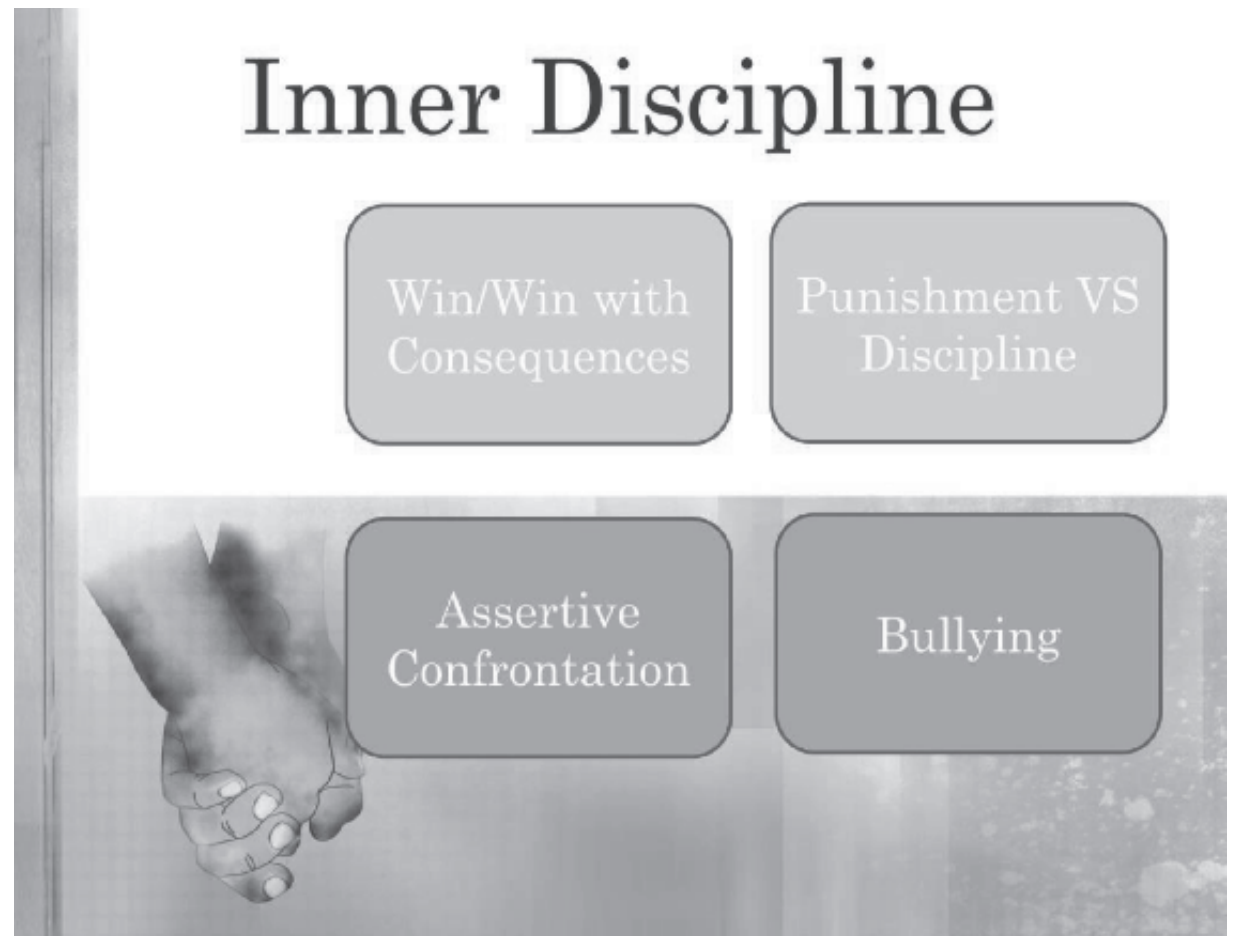 Inner Discipline
Win/Win with
Consequences
Punishment VS
Discipline
Assertive
Confrontation
Bullying